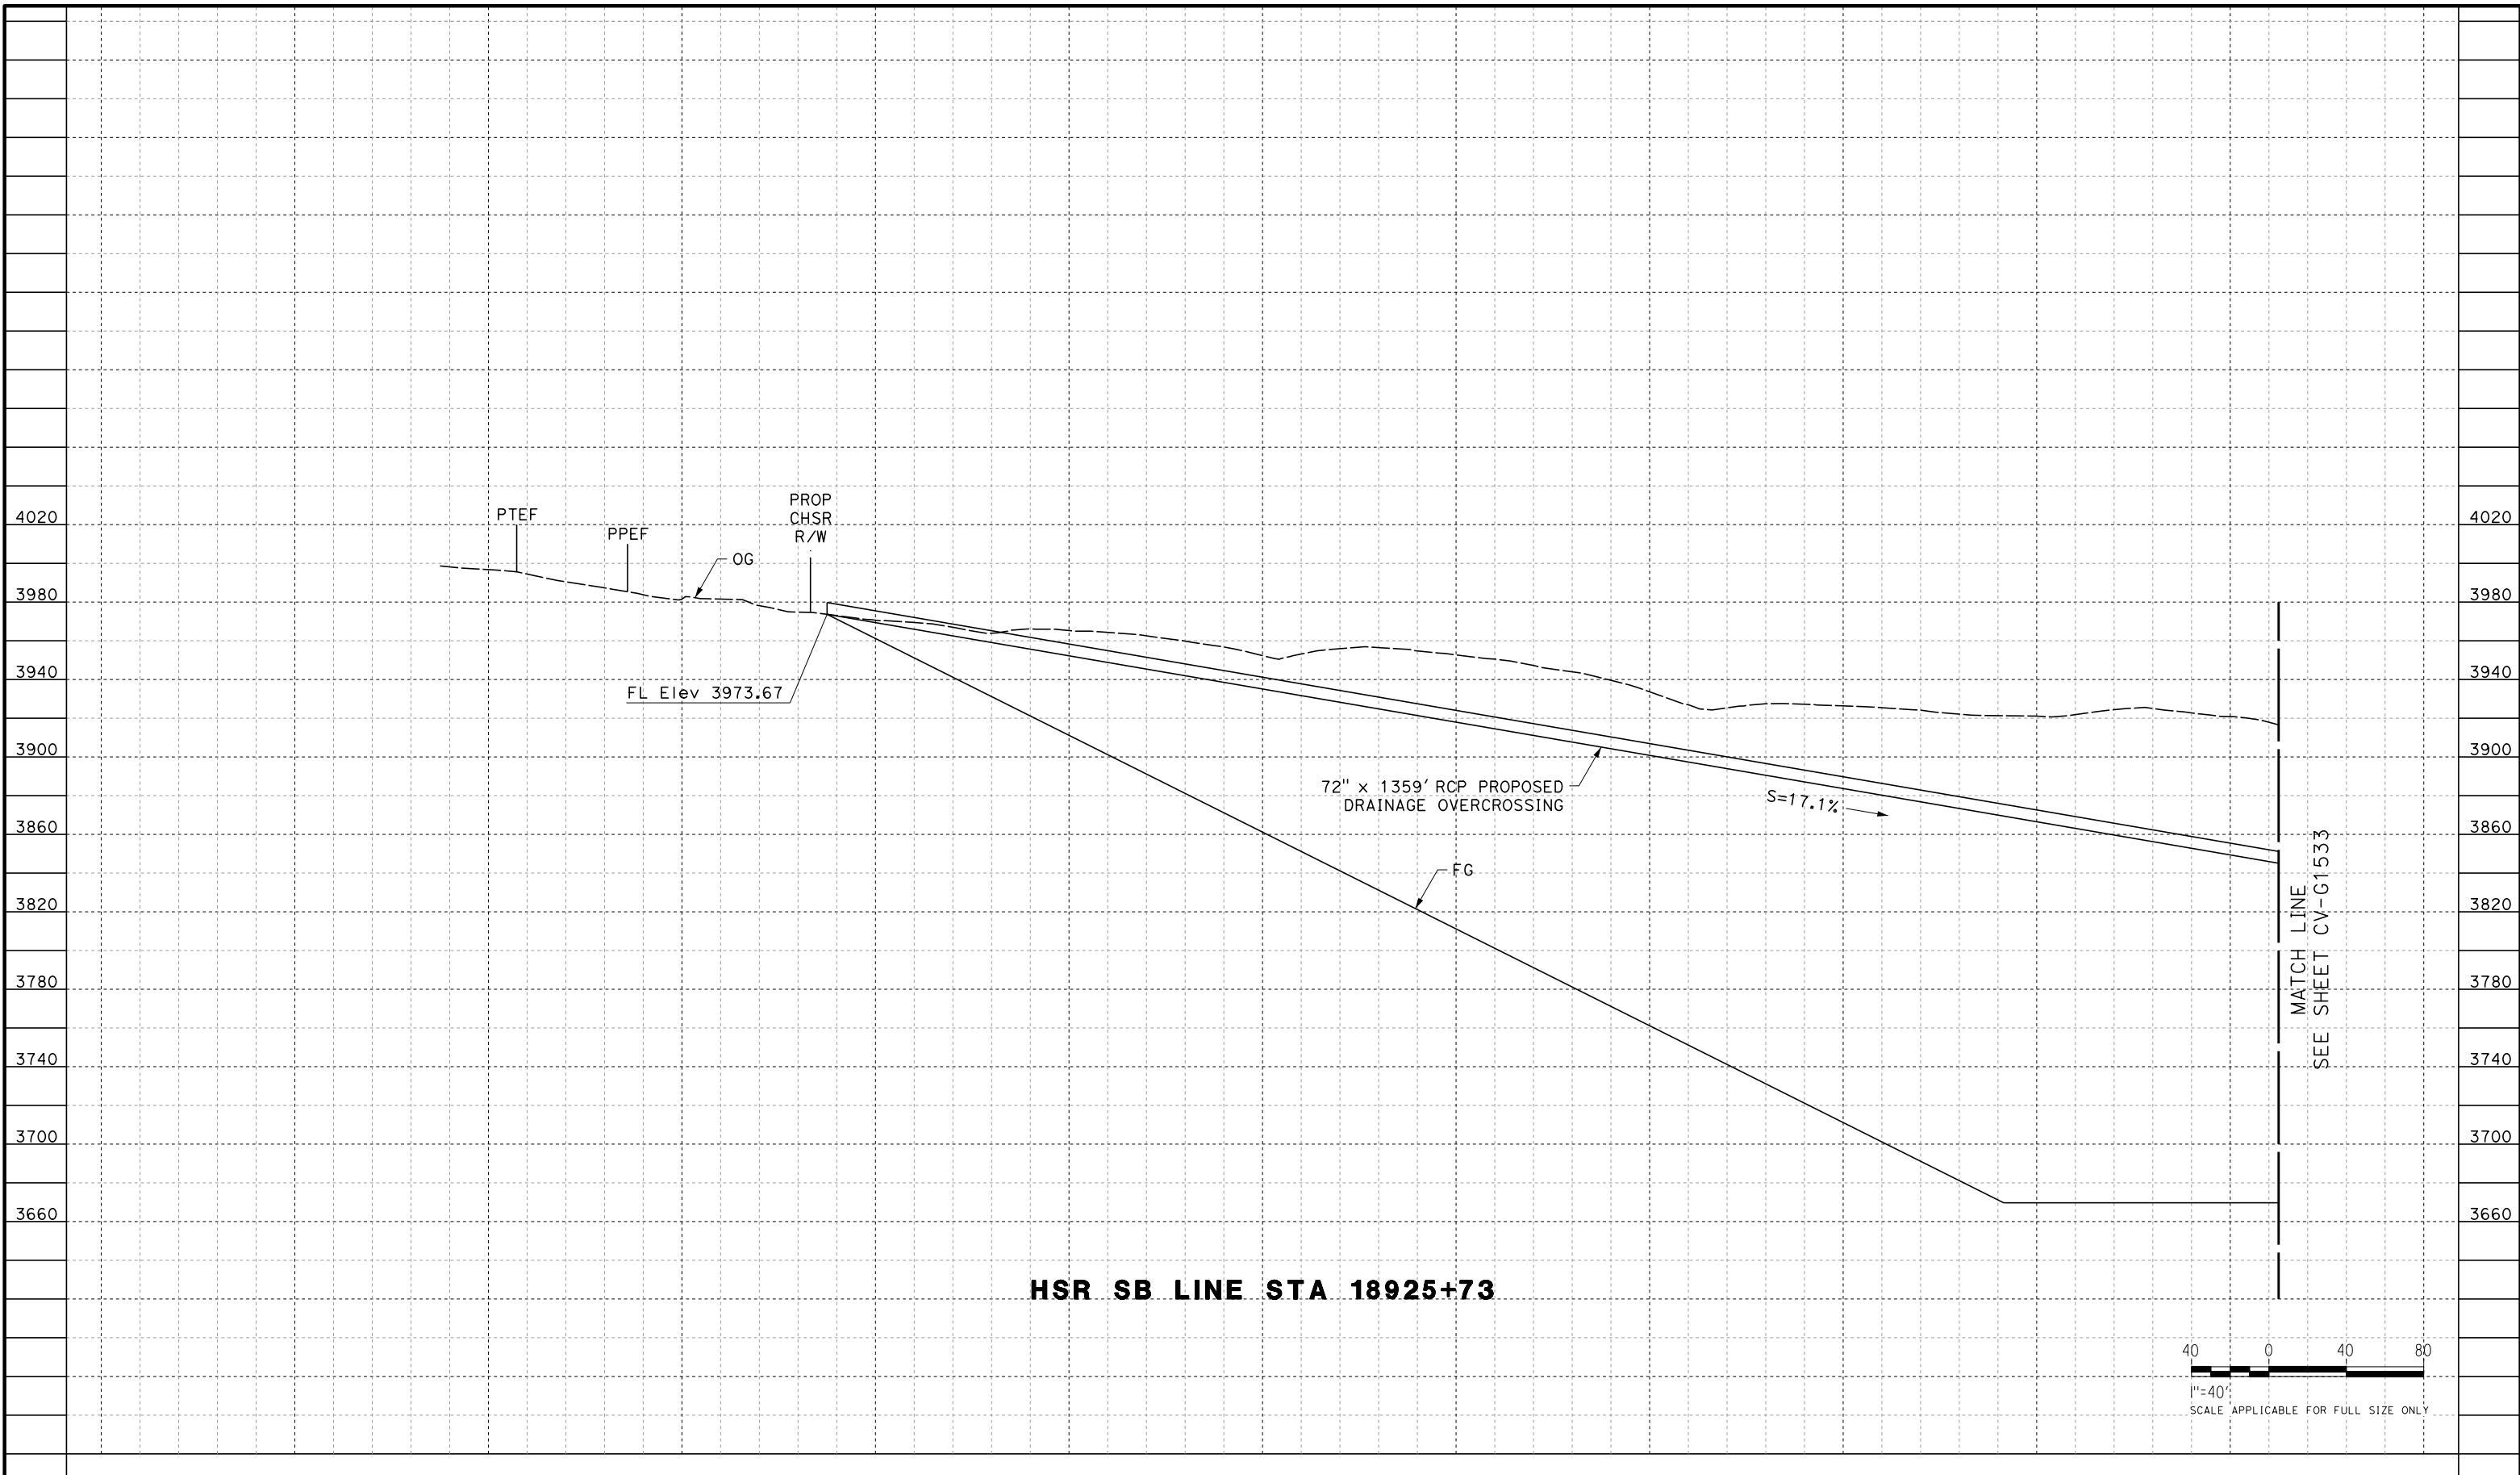 PTEF
PPEF
PROP
CHSR
R/W
OG
4020
4020
3980
3980
3940
3940
FL Elev 3973.67
3900
3900
72" x 1359' RCP PROPOSED
DRAINAGE OVERCROSSING
S=17.1%
3860
3860
FG
3820
3820
MATCH LINE
SEE SHEET CV-G1533
3780
3780
3740
3740
3700
3700
3660
3660
HSR SB LINE STA 18925+73
40 0 40 80
1"=40'
SCALE APPLICABLE FOR FULL SIZE ONLY